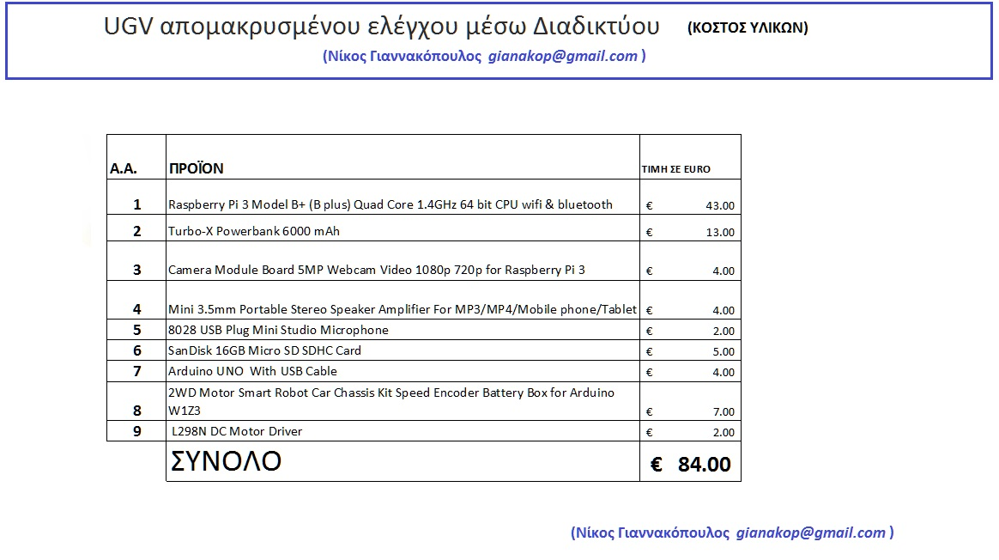 UGV απομακρυσμένου ελέγχου μέσω Διαδικτύου (ΚΟΣΤΟΣ ΥΛΙΚΩΝ)
(Νίκος Γιαννακόπουλος gianakop@gmail.com )
Α.Α. ΠΡΟΪΟΝ ΤΙΜΗ ΣΕ EURO
1 Raspberry Pi 3 Model B+ (B plus) Quad Core 1.4GHz 64 bit CPU wifi & bluetooth € 43.00
2 Turbo-X Powerbank 6000 mAh € 13.00
3 Camera Module Board 5MP Webcam Video 1080p 720p for Raspberry Pi 3 € 4.00
4 Mini 3.5mm Portable Stereo Speaker Amplifier For MP3/MP4/Mobile phone/Tablet € 4.00
5 8028 USB Plug Mini Studio Microphone € 2.00
6 SanDisk 16GB Micro SD SDHC Card € 5.00
7 Arduino UNO With USB Cable € 4.00
2WD Motor Smart Robot Car Chassis Kit Speed Encoder Battery Box for Arduino
8 W1Z3 € 7.00
9 L298N DC Motor Driver € 2.00
ΣΥΝΟΛΟ € 84.00
(Νίκος Γιαννακόπουλος gianakop@gmail.com )